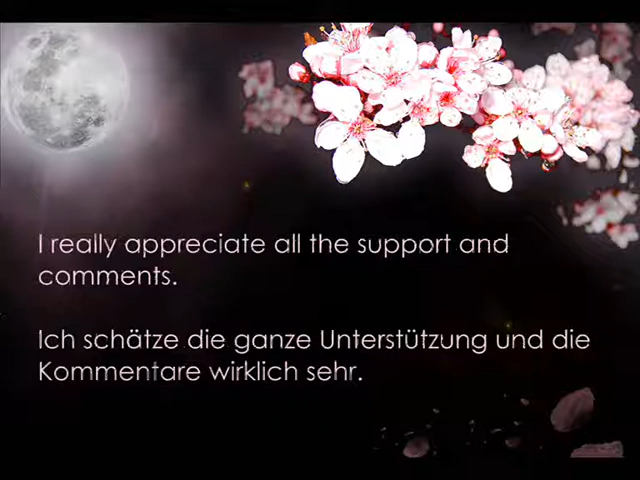 I really appreciate all the support and
comments.
Ich schätze die ganze Unterstützung und die
Kommentare wirklich sehr.